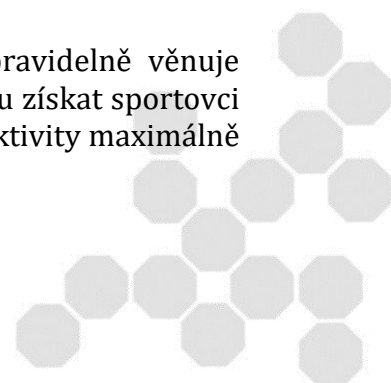 pravidelně věnuje
u získat sportovci
ktivity maximálně